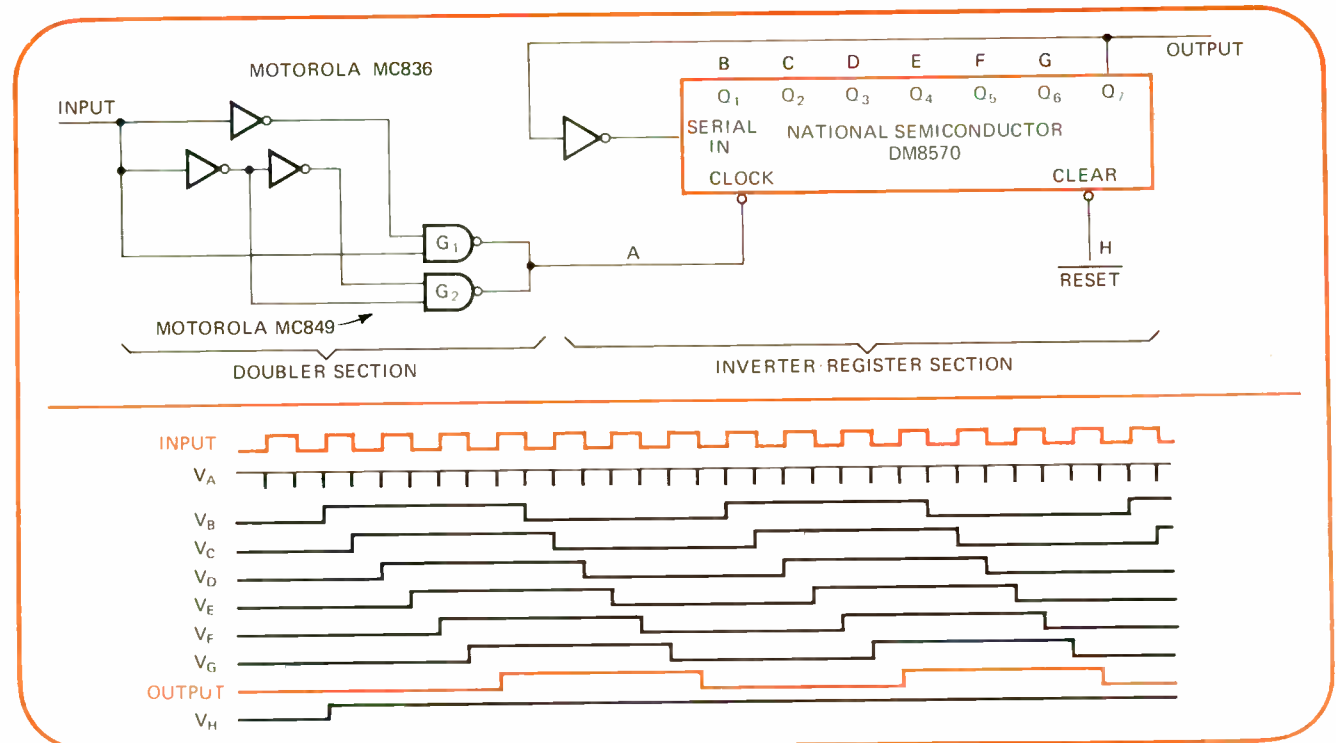 MOTOROLA MC836
OUTPUT
B C D E F G
INPUT
Q1 Q2 Q3 Q4 Q5 Q6 Q7
SERIAL IN
NATIONAL SEMICONDUCTOR
DM8570
CLOCK
CLEAR
G1
A
H
G2
RESET
MOTOROLA MC849
DOUBLER SECTION
INVERTER-REGISTER SECTION
INPUT
VA
VB
VC
VD
VE
VF
VG
OUTPUT
VH